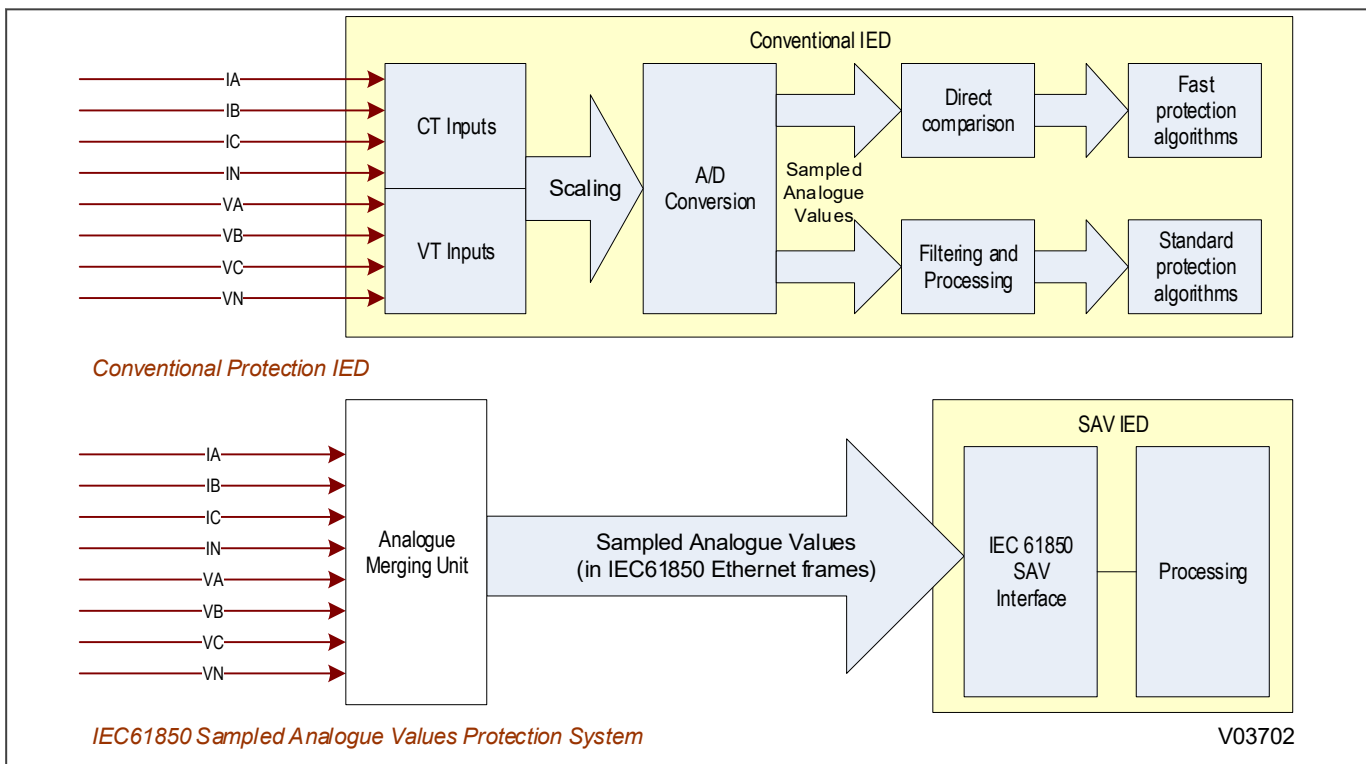 Conventional IED
IA
IB
IC
IN
VA
VB
VC
VN
CT Inputs
VT Inputs
Scaling
A/D
Conversion
Sampled
Analogue
Values
Direct
comparison
Fast
protection
algorithms
Filtering and
Processing
Standard
protection
algorithms
Conventional Protection IED
IA
IB
IC
IN
VA
VB
VC
VN
Analogue
Merging Unit
Sampled Analogue Values
(in IEC61850 Ethernet frames)
SAV IED
IEC 61850
SAV
Interface
Processing
IEC61850 Sampled Analogue Values Protection System
V03702